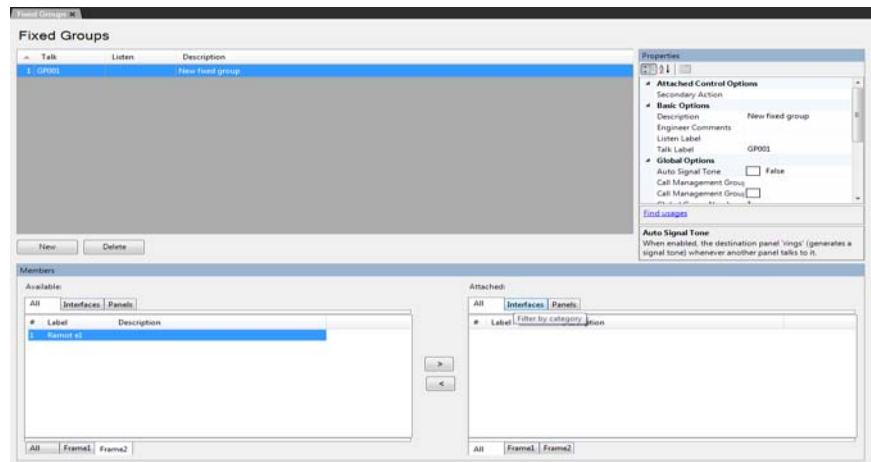 Fixed Groups
Fixed Groups
Talk Listen Description
1 GP001 New fixed group
New Delete
Properties
Attached Control Options
Secondary Action
Basic Options
Description New fixed group
Engineer Comments
Listen Label
Talk Label GP001
Global Options
Auto Signal Tone False
Call Management Group
Call Management Group
Find usages
Auto Signal Tone
When enabled, the destination panel 'rings' (generates a
signal tone) whenever another panel talks to it.
Members
Available:
All Interfaces Panels
# Label Description
1
All Frame1 Frame2
>
<
Attached:
All Interfaces Panels
# Label
Filter by category
All Frame1 Frame2